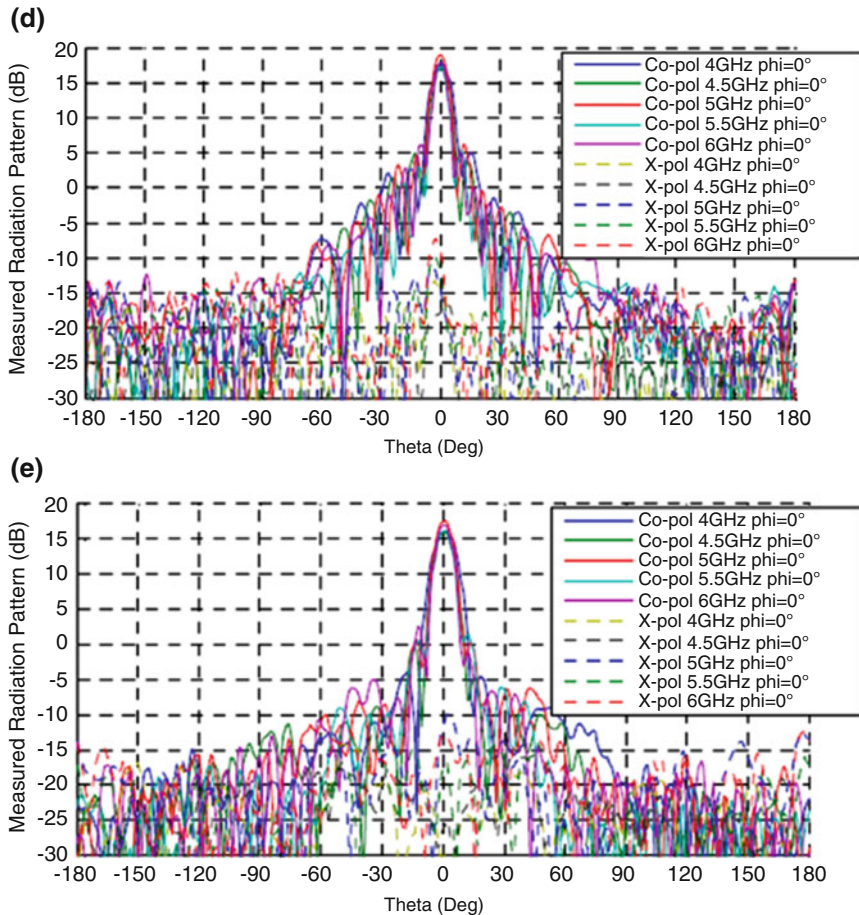 (d)
Measured Radiation Pattern (dB)
20
15
10
5
0
-5
-10
-15
-20
-25
-30
-180 -150 -120 -90 -60 -30 0 30 60 90 120 150 180
Theta (Deg)
Co-pol 4GHz phi=0°
Co-pol 4.5GHz phi=0°
Co-pol 5GHz phi=0°
Co-pol 5.5GHz phi=0°
Co-pol 6GHz phi=0°
X-pol 4GHz phi=0°
X-pol 4.5GHz phi=0°
X-pol 5GHz phi=0°
X-pol 5.5GHz phi=0°
X-pol 6GHz phi=0°
(e)
Measured Radiation Pattern (dB)
20
15
10
5
0
-5
-10
-15
-20
-25
-30
-180 -150 -120 -90 -60 -30 0 30 60 90 120 150 180
Theta (Deg)
Co-pol 4GHz phi=0°
Co-pol 4.5GHz phi=0°
Co-pol 5GHz phi=0°
Co-pol 5.5GHz phi=0°
Co-pol 6GHz phi=0°
X-pol 4GHz phi=0°
X-pol 4.5GHz phi=0°
X-pol 5GHz phi=0°
X-pol 5.5GHz phi=0°
X-pol 6GHz phi=0°